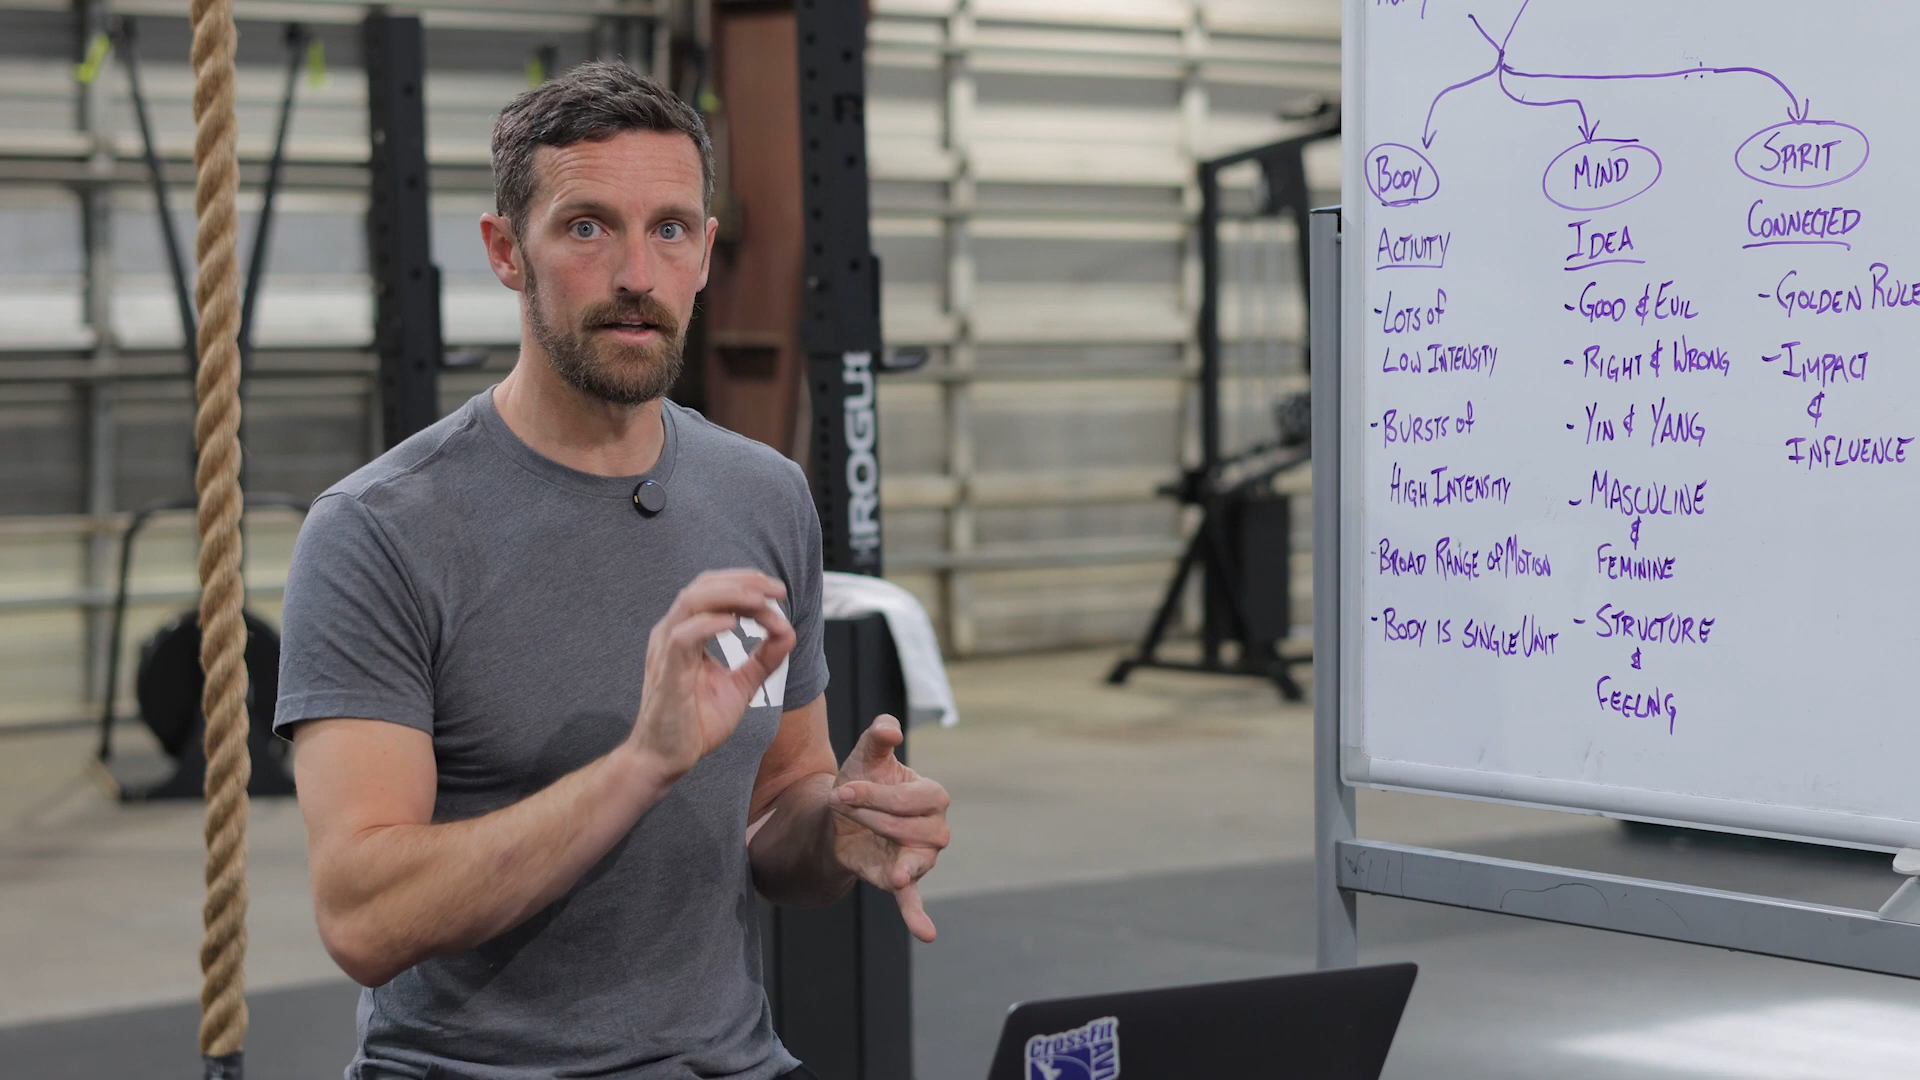 Body
Activity
-Lots of
Low Intensity
-Bursts of
High Intensity
-Broad Range of Motion
-Body is Single Unit
Mind
Idea
-Good & Evil
-Right & Wrong
-Yin & Yang
-Masculine
&
Feminine
-Structure
&
Feeling
Spirit
Connected
-Golden Rule
-Impact
&
Influence
ROGUE
CrossFit